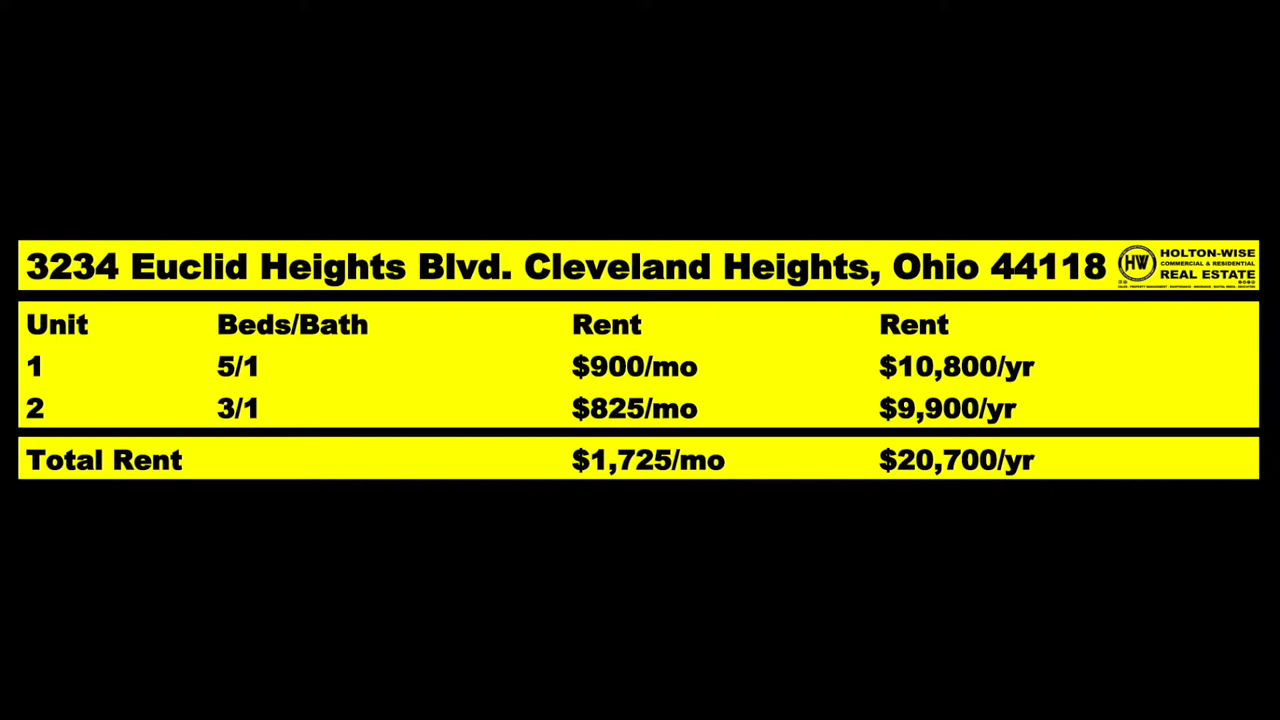 3234 Euclid Heights Blvd. Cleveland Heights, Ohio 44118
HW
HOLTON-WISE
COMMERCIAL & RESIDENTIAL
REAL ESTATE
Unit Beds/Bath Rent Rent
1 5/1 $900/mo $10,800/yr
2 3/1 $825/mo $9,900/yr
Total Rent $1,725/mo $20,700/yr